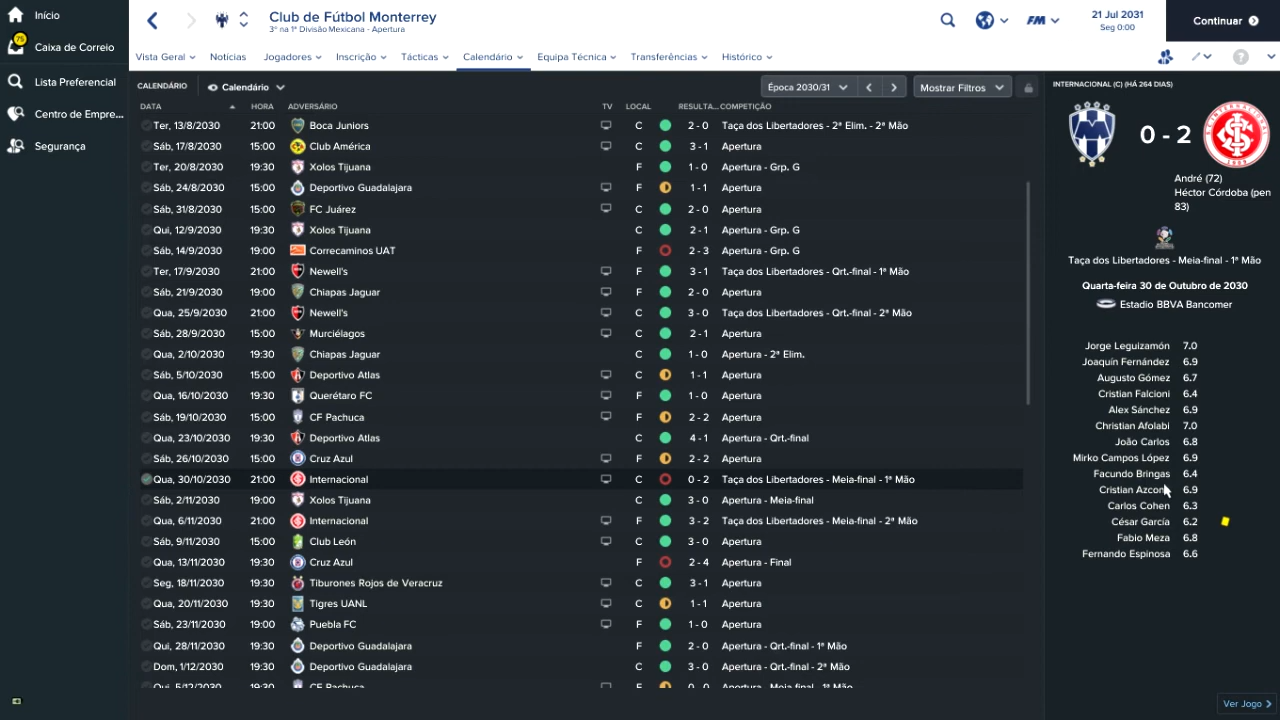 Início
75
Caixa de Correio
Lista Preferencial
Centro de Empre...
Segurança
Club de Fútbol Monterrey
3º na 1ª Divisão Mexicana - Apertura
FM
21 Jul 2031
Seg 0:00
Continuar
Vista Geral Notícias Jogadores Inscrição Tácticas Calendário Equipa Técnica Transferências Histórico
CALENDÁRIO Calendário Época 2030/31 Mostrar Filtros
DATA HORA ADVERSÁRIO TV LOCAL RESULTA... COMPETIÇÃO
Ter, 13/8/2030 21:00 Boca Juniors C 2 - 0 Taça dos Libertadores - 2ª Elim. - 2ª Mão
Sáb, 17/8/2030 15:00 Club América C 3 - 1 Apertura
Ter, 20/8/2030 19:30 Xolos Tijuana F 1 - 0 Apertura - Grp. G
Sáb, 24/8/2030 15:00 Deportivo Guadalajara F 1 - 1 Apertura
Sáb, 31/8/2030 15:00 FC Juárez C 2 - 0 Apertura
Qui, 12/9/2030 19:30 Xolos Tijuana C 2 - 1 Apertura - Grp. G
Sáb, 14/9/2030 19:00 Correcaminos UAT F 2 - 3 Apertura - Grp. G
Ter, 17/9/2030 21:00 Newell's F 3 - 1 Taça dos Libertadores - Qrt.-final - 1ª Mão
Sáb, 21/9/2030 19:00 Chiapas Jaguar F 2 - 0 Apertura
Qua, 25/9/2030 21:00 Newell's C 3 - 0 Taça dos Libertadores - Qrt.-final - 2ª Mão
Sáb, 28/9/2030 15:00 Murciélagos C 2 - 1 Apertura
Qua, 2/10/2030 19:30 Chiapas Jaguar C 1 - 0 Apertura - 2ª Elim.
Sáb, 5/10/2030 15:00 Deportivo Atlas C 1 - 1 Apertura
Qua, 16/10/2030 19:30 Querétaro FC F 1 - 0 Apertura
Sáb, 19/10/2030 15:00 CF Pachuca F 2 - 2 Apertura
Qua, 23/10/2030 19:30 Deportivo Atlas C 4 - 1 Apertura - Qrt.-final
Sáb, 26/10/2030 15:00 Cruz Azul F 2 - 2 Apertura
Qua, 30/10/2030 21:00 Internacional C 0 - 2 Taça dos Libertadores - Meia-final - 1ª Mão
Sáb, 2/11/2030 19:00 Xolos Tijuana C 3 - 0 Apertura - Meia-final
Qua, 6/11/2030 21:00 Internacional F 3 - 2 Taça dos Libertadores - Meia-final - 2ª Mão
Sáb, 9/11/2030 15:00 Club León C 3 - 0 Apertura
Qua, 13/11/2030 19:30 Cruz Azul F 2 - 4 Apertura - Final
Seg, 18/11/2030 19:30 Tiburones Rojos de Veracruz C 3 - 1 Apertura
Qua, 20/11/2030 19:30 Tigres UANL C 1 - 1 Apertura
Sáb, 23/11/2030 19:00 Puebla FC F 1 - 0 Apertura
Qui, 28/11/2030 19:30 Deportivo Guadalajara F 2 - 0 Apertura - Qrt.-final - 1ª Mão
Dom, 1/12/2030 19:30 Deportivo Guadalajara C 3 - 0 Apertura - Qrt.-final - 2ª Mão
Qui, 5/12/2030 19:30 CF Pachuca F 0 - 0 Apertura - Meia-final - 1ª Mão
INTERNACIONAL (C) (HÁ 264 DIAS)
0 - 2
André (72)
Héctor Córdoba (pen
83)
Taça dos Libertadores - Meia-final - 1ª Mão
Quarta-feira 30 de Outubro de 2030
Estadio BBVA Bancomer
Jorge Leguizamón 7.0
Joaquín Fernández 6.9
Augusto Gómez 6.7
Cristian Falcioni 6.4
Alex Sánchez 6.9
Christian Afolabi 7.0
João Carlos 6.8
Mirko Campos López 6.9
Facundo Bringas 6.4
Cristian 6.9
Carlos Cohen 6.3
César García 6.2
Fabio Meza 6.8
Fernando Espinosa 6.6
Ver Jogo